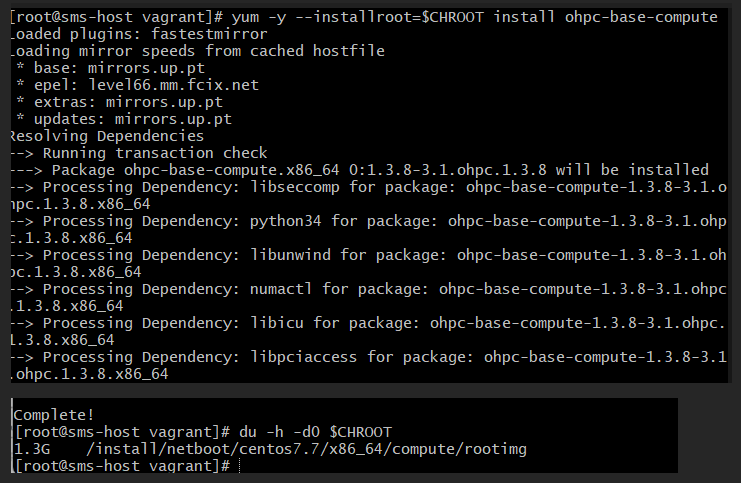 [root@sms-host vagrant]# yum -y --installroot=$CHROOT install ohpc-base-compute
Loaded plugins: fastestmirror
Loading mirror speeds from cached hostfile
 * base: mirrors.up.pt
 * epel: level66.mm.fcix.net
 * extras: mirrors.up.pt
 * updates: mirrors.up.pt
Resolving Dependencies
--> Running transaction check
---> Package ohpc-base-compute.x86_64 0:1.3.8-3.1.ohpc.1.3.8 will be installed
--> Processing Dependency: libseccomp for package: ohpc-base-compute-1.3.8-3.1.o
hpc.1.3.8.x86_64
--> Processing Dependency: python34 for package: ohpc-base-compute-1.3.8-3.1.ohp
c.1.3.8.x86_64
--> Processing Dependency: libunwind for package: ohpc-base-compute-1.3.8-3.1.oh
pc.1.3.8.x86_64
--> Processing Dependency: numactl for package: ohpc-base-compute-1.3.8-3.1.ohpc
.1.3.8.x86_64
--> Processing Dependency: libicu for package: ohpc-base-compute-1.3.8-3.1.ohpc.
1.3.8.x86_64
--> Processing Dependency: libpciaccess for package: ohpc-base-compute-1.3.8-3.1
.ohpc.1.3.8.x86_64
Complete!
[root@sms-host vagrant]# du -h -d0 $CHROOT
1.3G    /install/netboot/centos7.7/x86_64/compute/rootimg
[root@sms-host vagrant]#